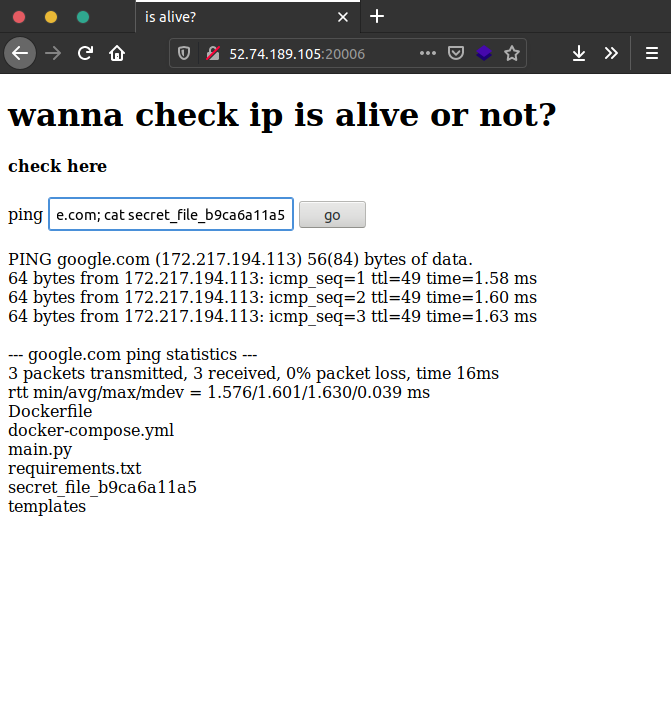 is alive?
52.74.189.105:20006
wanna check ip is alive or not?
check here
ping e.com; cat secret_file_b9ca6a11a5 go
PING google.com (172.217.194.113) 56(84) bytes of data.
64 bytes from 172.217.194.113: icmp_seq=1 ttl=49 time=1.58 ms
64 bytes from 172.217.194.113: icmp_seq=2 ttl=49 time=1.60 ms
64 bytes from 172.217.194.113: icmp_seq=3 ttl=49 time=1.63 ms
--- google.com ping statistics ---
3 packets transmitted, 3 received, 0% packet loss, time 16ms
rtt min/avg/max/mdev = 1.576/1.601/1.630/0.039 ms
Dockerfile
docker-compose.yml
main.py
requirements.txt
secret_file_b9ca6a11a5
templates